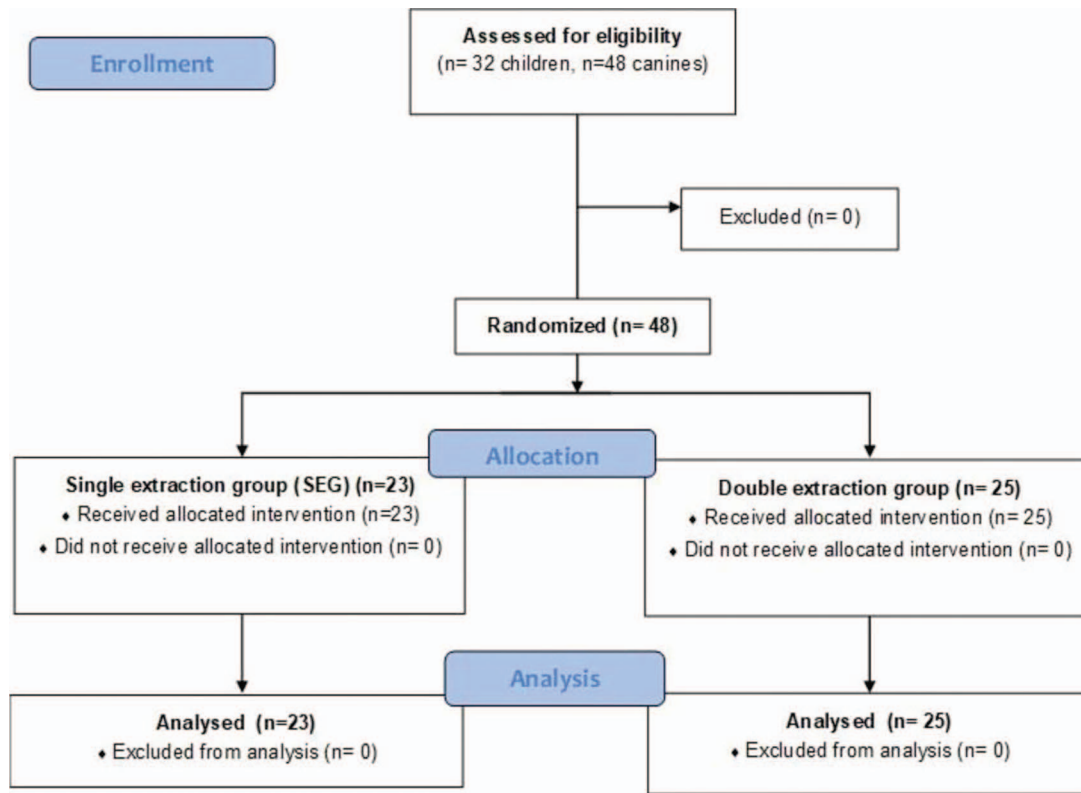 Enrollment
Assessed for eligibility
(n= 32 children, n=48 canines)
Excluded (n= 0)
Randomized (n= 48)
Allocation
Single extraction group (SEG) (n=23)
♦ Received allocated intervention (n=23)
♦ Did not receive allocated intervention (n= 0)
Double extraction group (n= 25)
♦ Received allocated intervention (n= 25)
♦ Did not receive allocated intervention (n= 0)
Analysis
Analysed (n=23)
♦ Excluded from analysis (n= 0)
Analysed (n= 25)
♦ Excluded from analysis (n= 0)